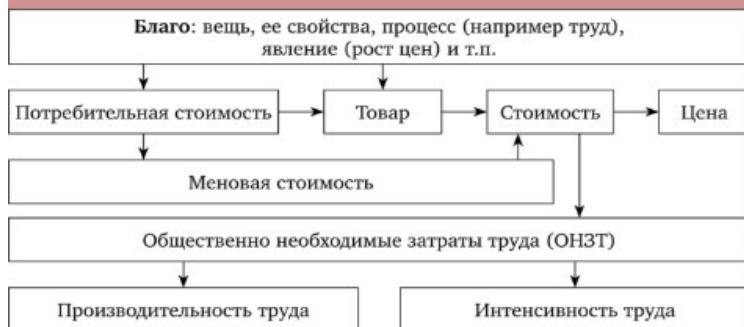 Благо: вещь, ее свойства, процесс (например труд),
явление (рост цен) и т.п.
Потребительная стоимость
Товар
Стоимость
Цена
Меновая стоимость
Общественно необходимые затраты труда (ОНЗТ)
Производительность труда
Интенсивность труда